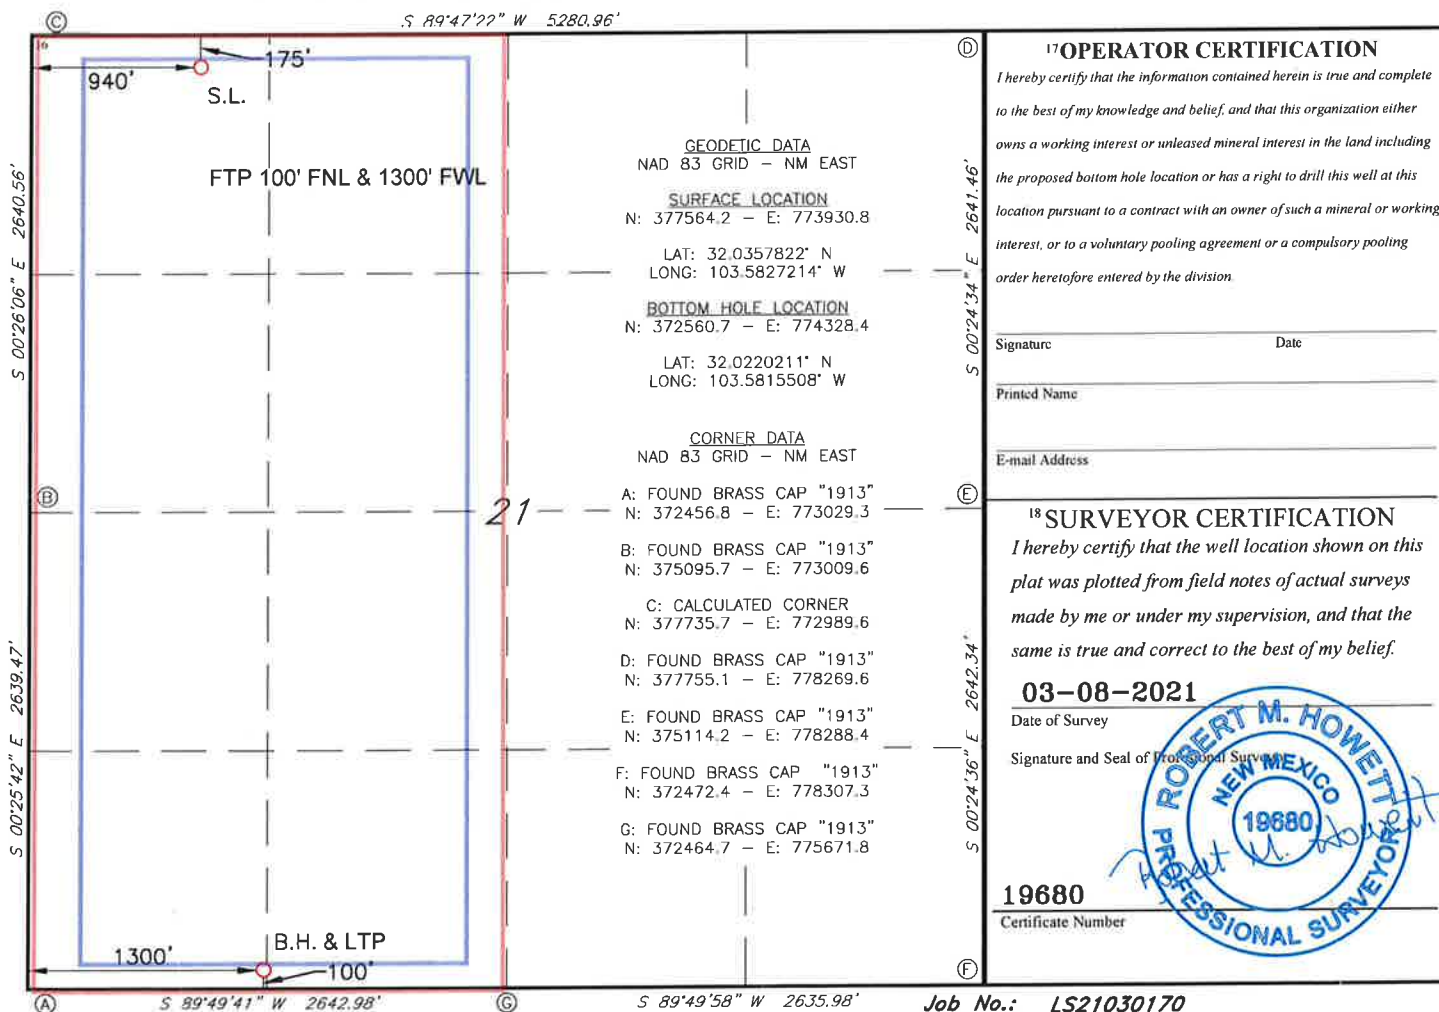 C
S 89°47'22" W 5280.96'
175'
940'
S.L.
FTP 100' FNL & 1300' FWL
S 00°26'06" E 2640.56'
B
S 00°25'42" E 2639.47'
21
B.H. & LTP
1300'
100'
A
S 89°49'41" W 2642.98'
G
S 89°49'58" W 2635.98'
D
GEODETIC DATA
NAD 83 GRID - NM EAST
SURFACE LOCATION
N: 377564.2 - E: 773930.8
LAT: 32.0357822° N
LONG: 103.5827214° W
BOTTOM HOLE LOCATION
N: 372560.7 - E: 774328.4
LAT: 32.0220211° N
LONG: 103.5815508° W
CORNER DATA
NAD 83 GRID - NM EAST
A: FOUND BRASS CAP "1913"
N: 372456.8 - E: 773029.3
B: FOUND BRASS CAP "1913"
N: 375095.7 - E: 773009.6
C: CALCULATED CORNER
N: 377735.7 - E: 772989.6
D: FOUND BRASS CAP "1913"
N: 377755.1 - E: 778269.6
E: FOUND BRASS CAP "1913"
N: 375114.2 - E: 778288.4
F: FOUND BRASS CAP "1913"
N: 372472.4 - E: 778307.3
G: FOUND BRASS CAP "1913"
N: 372464.7 - E: 775671.8
S 00°24'34" E 2641.46'
E
S 00°24'36" E 2642.34'
F
17 OPERATOR CERTIFICATION
I hereby certify that the information contained herein is true and complete
to the best of my knowledge and belief, and that this organization either
owns a working interest or unleased mineral interest in the land including
the proposed bottom hole location or has a right to drill this well at this
location pursuant to a contract with an owner of such a mineral or working
interest, or to a voluntary pooling agreement or a compulsory pooling
order heretofore entered by the division.
Signature Date
Printed Name
E-mail Address
18 SURVEYOR CERTIFICATION
I hereby certify that the well location shown on this
plat was plotted from field notes of actual surveys
made by me or under my supervision, and that the
same is true and correct to the best of my belief.
03-08-2021
Date of Survey
Signature and Seal of Professional Surveyor
ROBERT M. HOWETT
NEW MEXICO
19680
PROFESSIONAL SURVEYOR
Robert M. Howett
19680
Certificate Number
Job No.: LS21030170